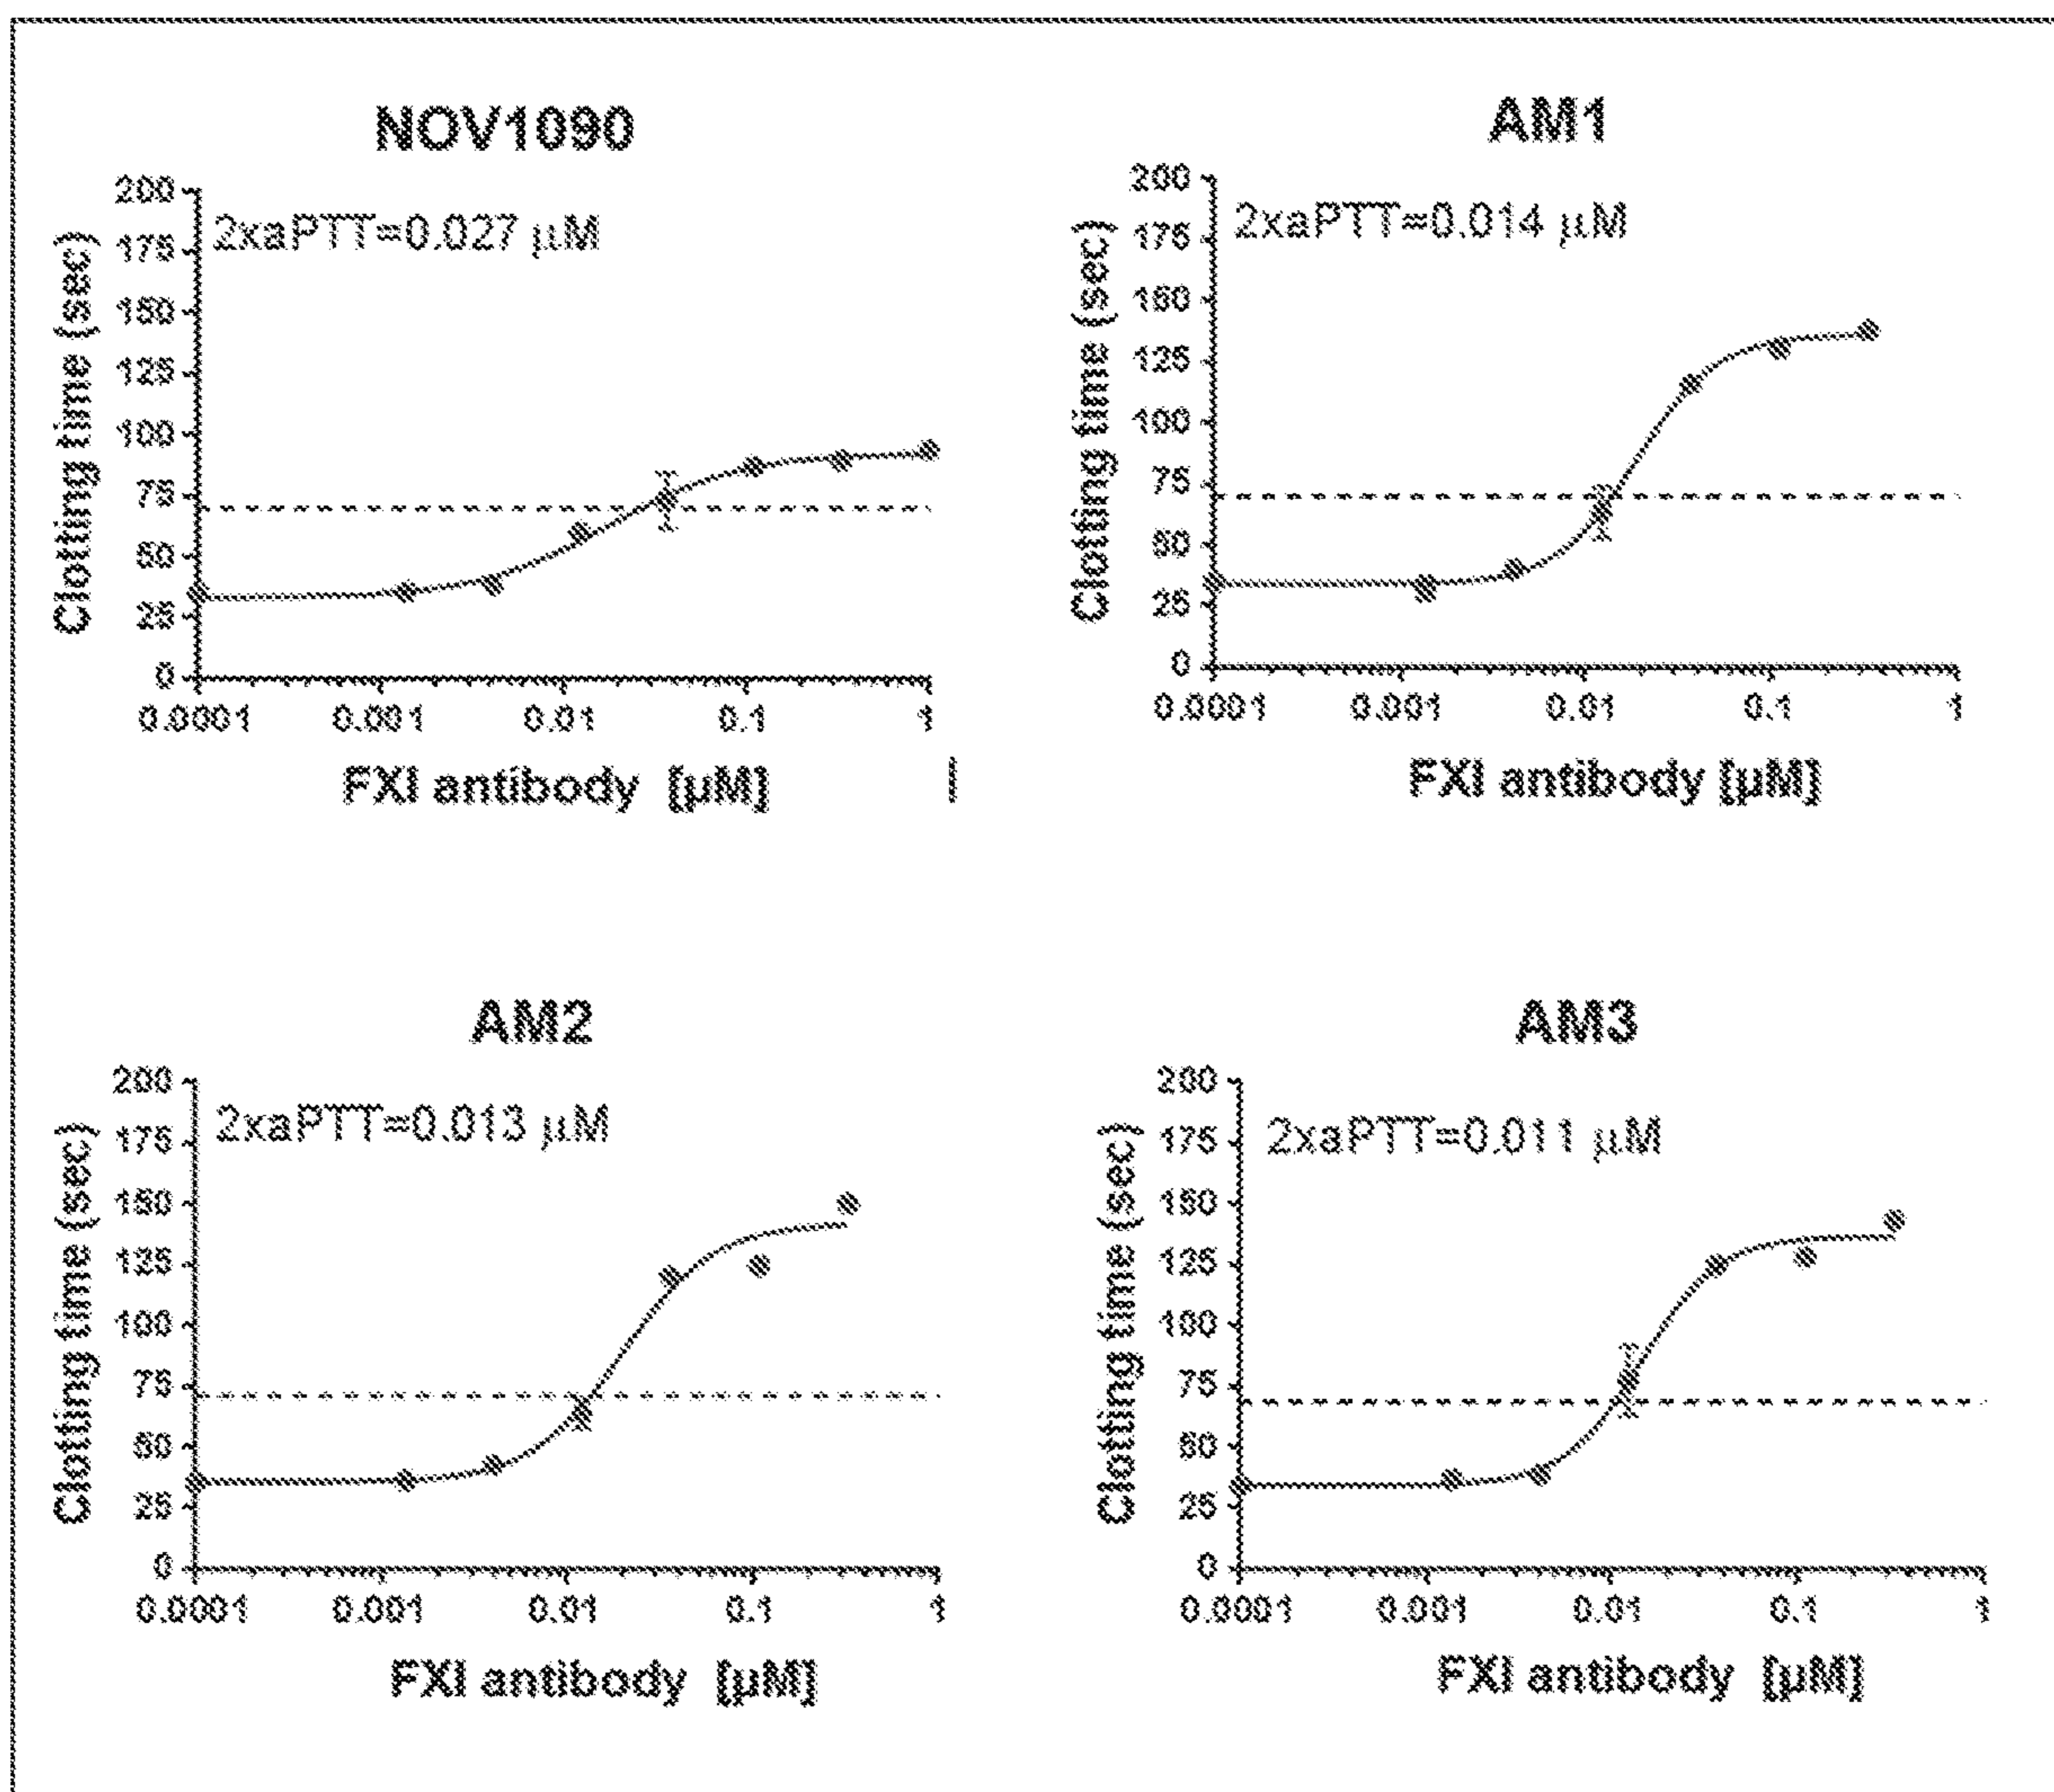 NOV1090
2xaPTT=0.027 µM
Clotting time (sec)
200
175
150
125
100
75
50
25
0
0.0001 0.001 0.01 0.1 1
FXI antibody [µM]
AM1
2xaPTT=0.014 µM
Clotting time (sec)
200
175
150
125
100
75
50
25
0
0.0001 0.001 0.01 0.1 1
FXI antibody [µM]
AM2
2xaPTT=0.013 µM
Clotting time (sec)
200
175
150
125
100
75
50
25
0
0.0001 0.001 0.01 0.1 1
FXI antibody [µM]
AM3
2xaPTT=0.011 µM
Clotting time (sec)
200
175
150
125
100
75
50
25
0
0.0001 0.001 0.01 0.1 1
FXI antibody [µM]